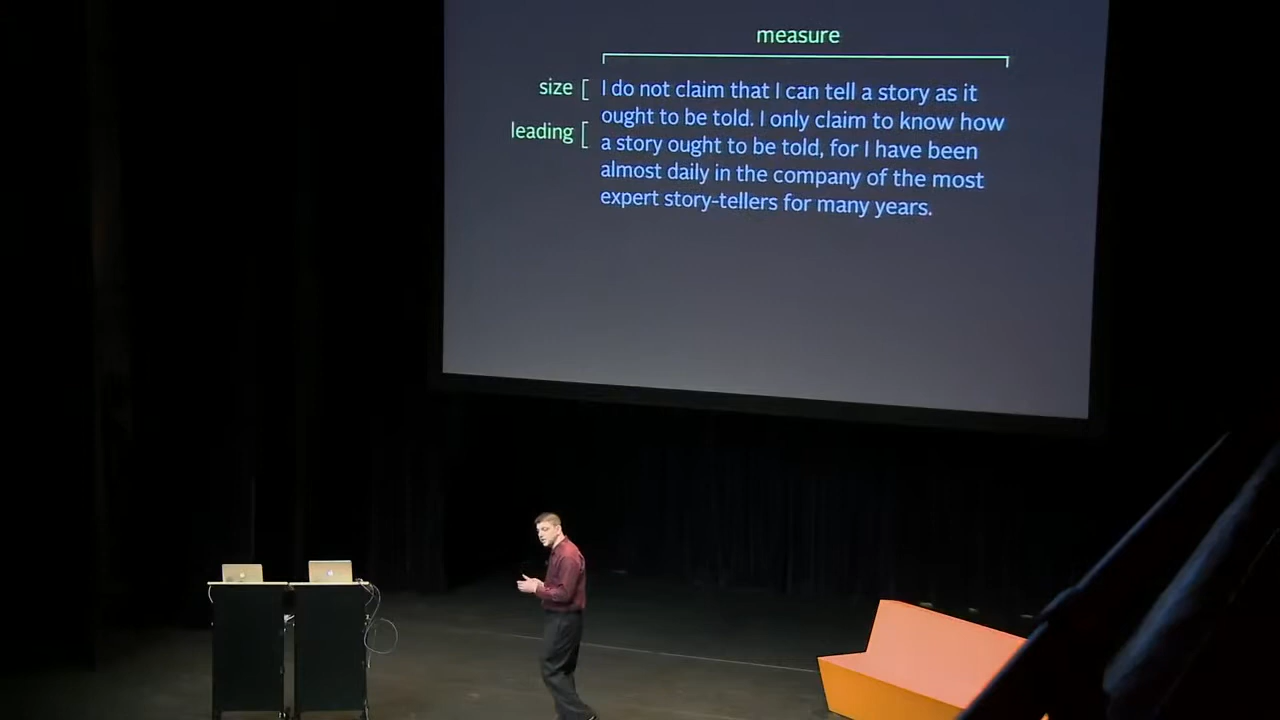 measure
size [ I do not claim that I can tell a story as it
ought to be told. I only claim to know how
leading [ a story ought to be told, for I have been
almost daily in the company of the most
expert story-tellers for many years.